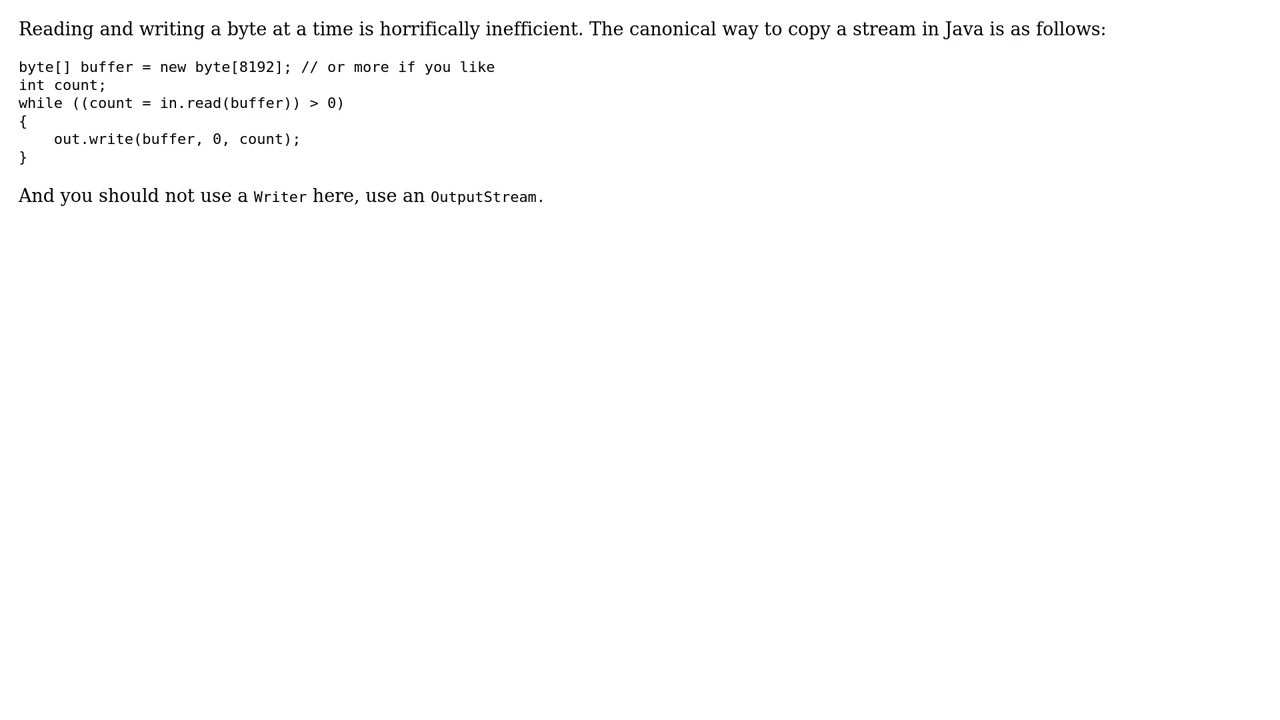 Reading and writing a byte at a time is horrifically inefficient. The canonical way to copy a stream in Java is as follows:
byte[] buffer = new byte[8192]; // or more if you like
int count;
while ((count = in.read(buffer)) > 0)
{
    out.write(buffer, 0, count);
}
And you should not use a Writer here, use an OutputStream.